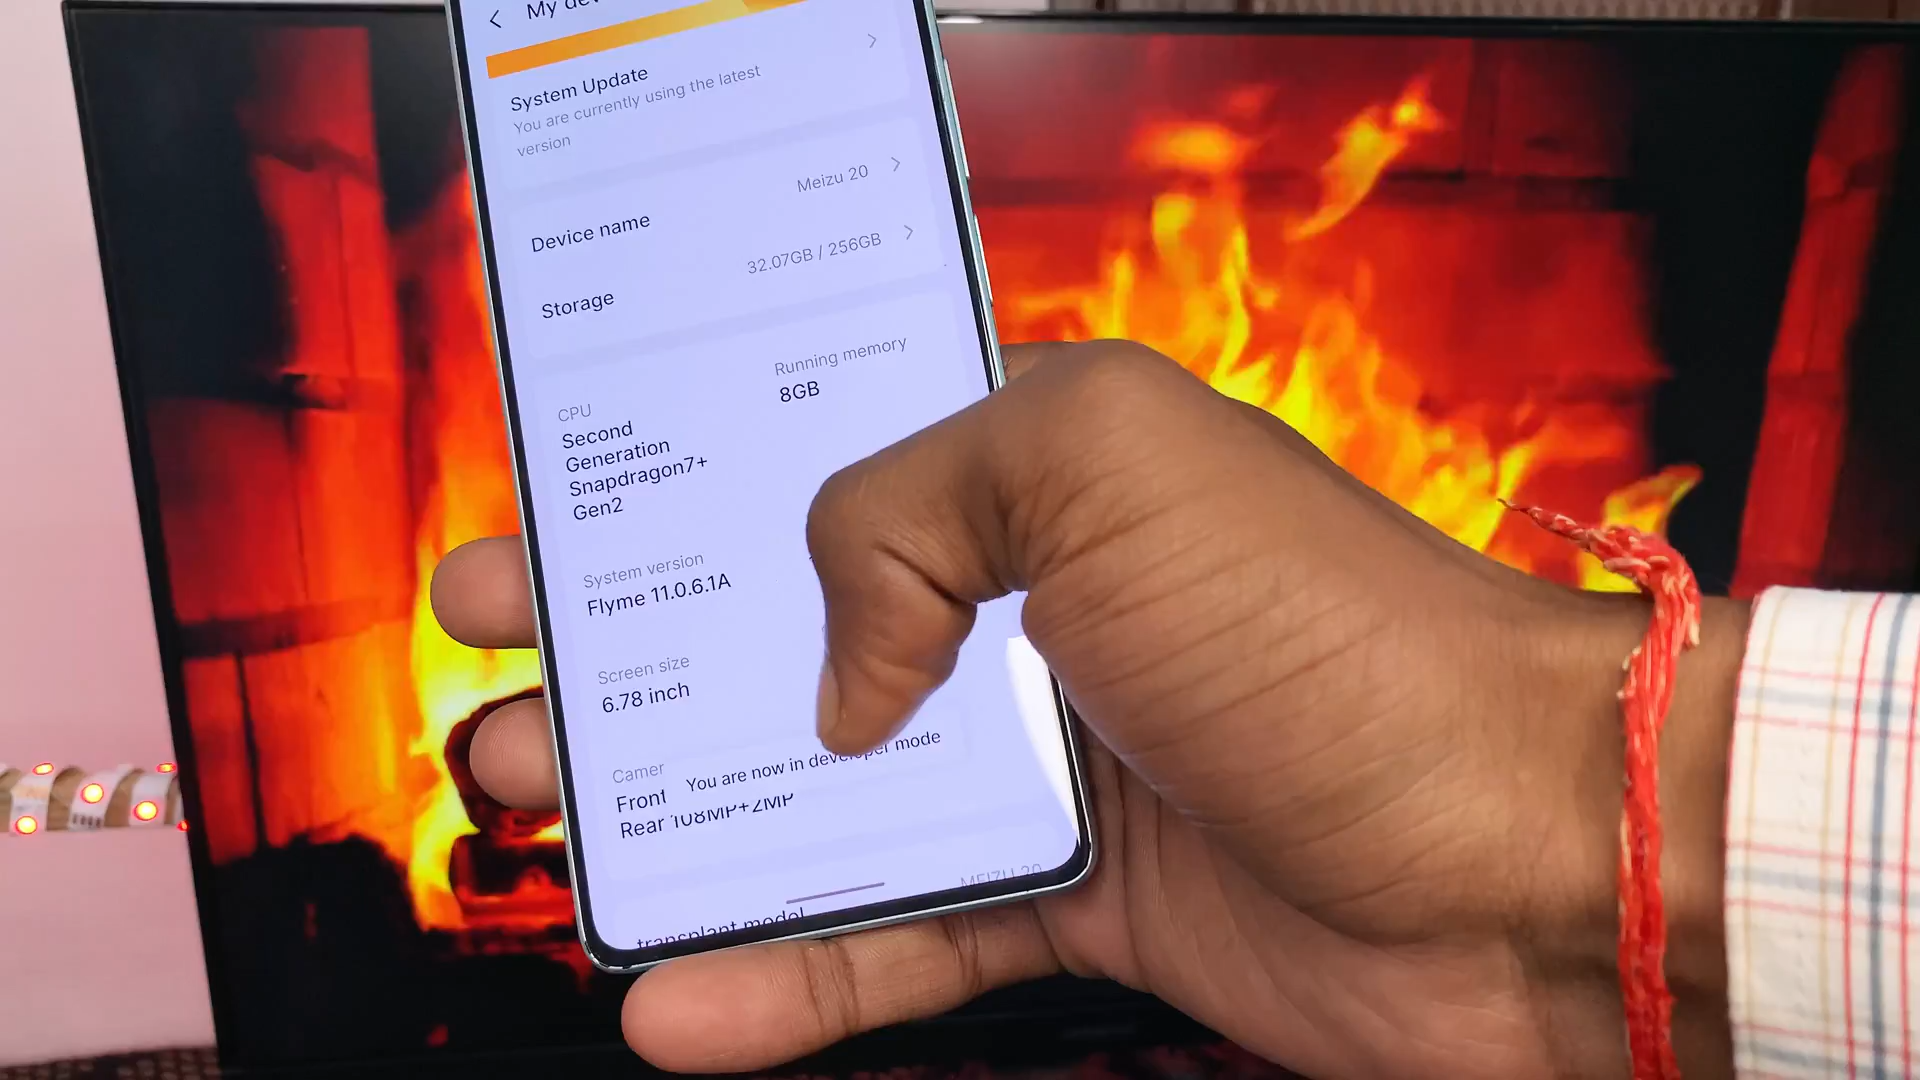 My
System Update
You are currently using the latest
version
Device name
Meizu 20
Storage
32.07GB / 256GB
CPU
Second
Generation
Snapdragon7+
Gen2
Running memory
8GB
System version
Flyme 11.0.6.1A
Screen size
6.78 inch
Camer
Front
Rear 108MP+2MP
You are now in developer mode
transplant model
MEIZU 20